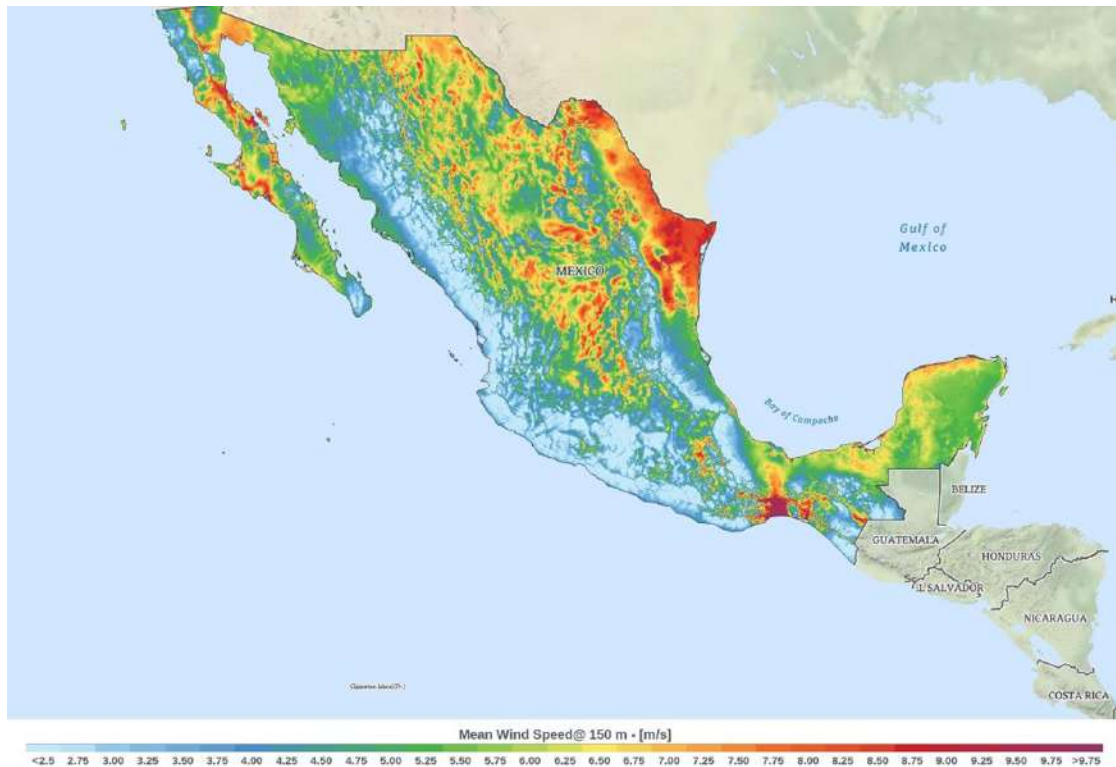 Gulf of
Mexico
MEXICO
Bay of Campeche
BELIZE
GUATEMALA
HONDURAS
EL SALVADOR
NICARAGUA
COSTA RICA
H
Mean Wind Speed@ 150 m - [m/s]
<2.5 2.75 3.00 3.25 3.50 3.75 4.00 4.25 4.50 4.75 5.00 5.25 5.50 5.75 6.00 6.25 6.50 6.75 7.00 7.25 7.50 7.75 8.00 8.25 8.50 8.75 9.00 9.25 9.50 9.75 >9.75